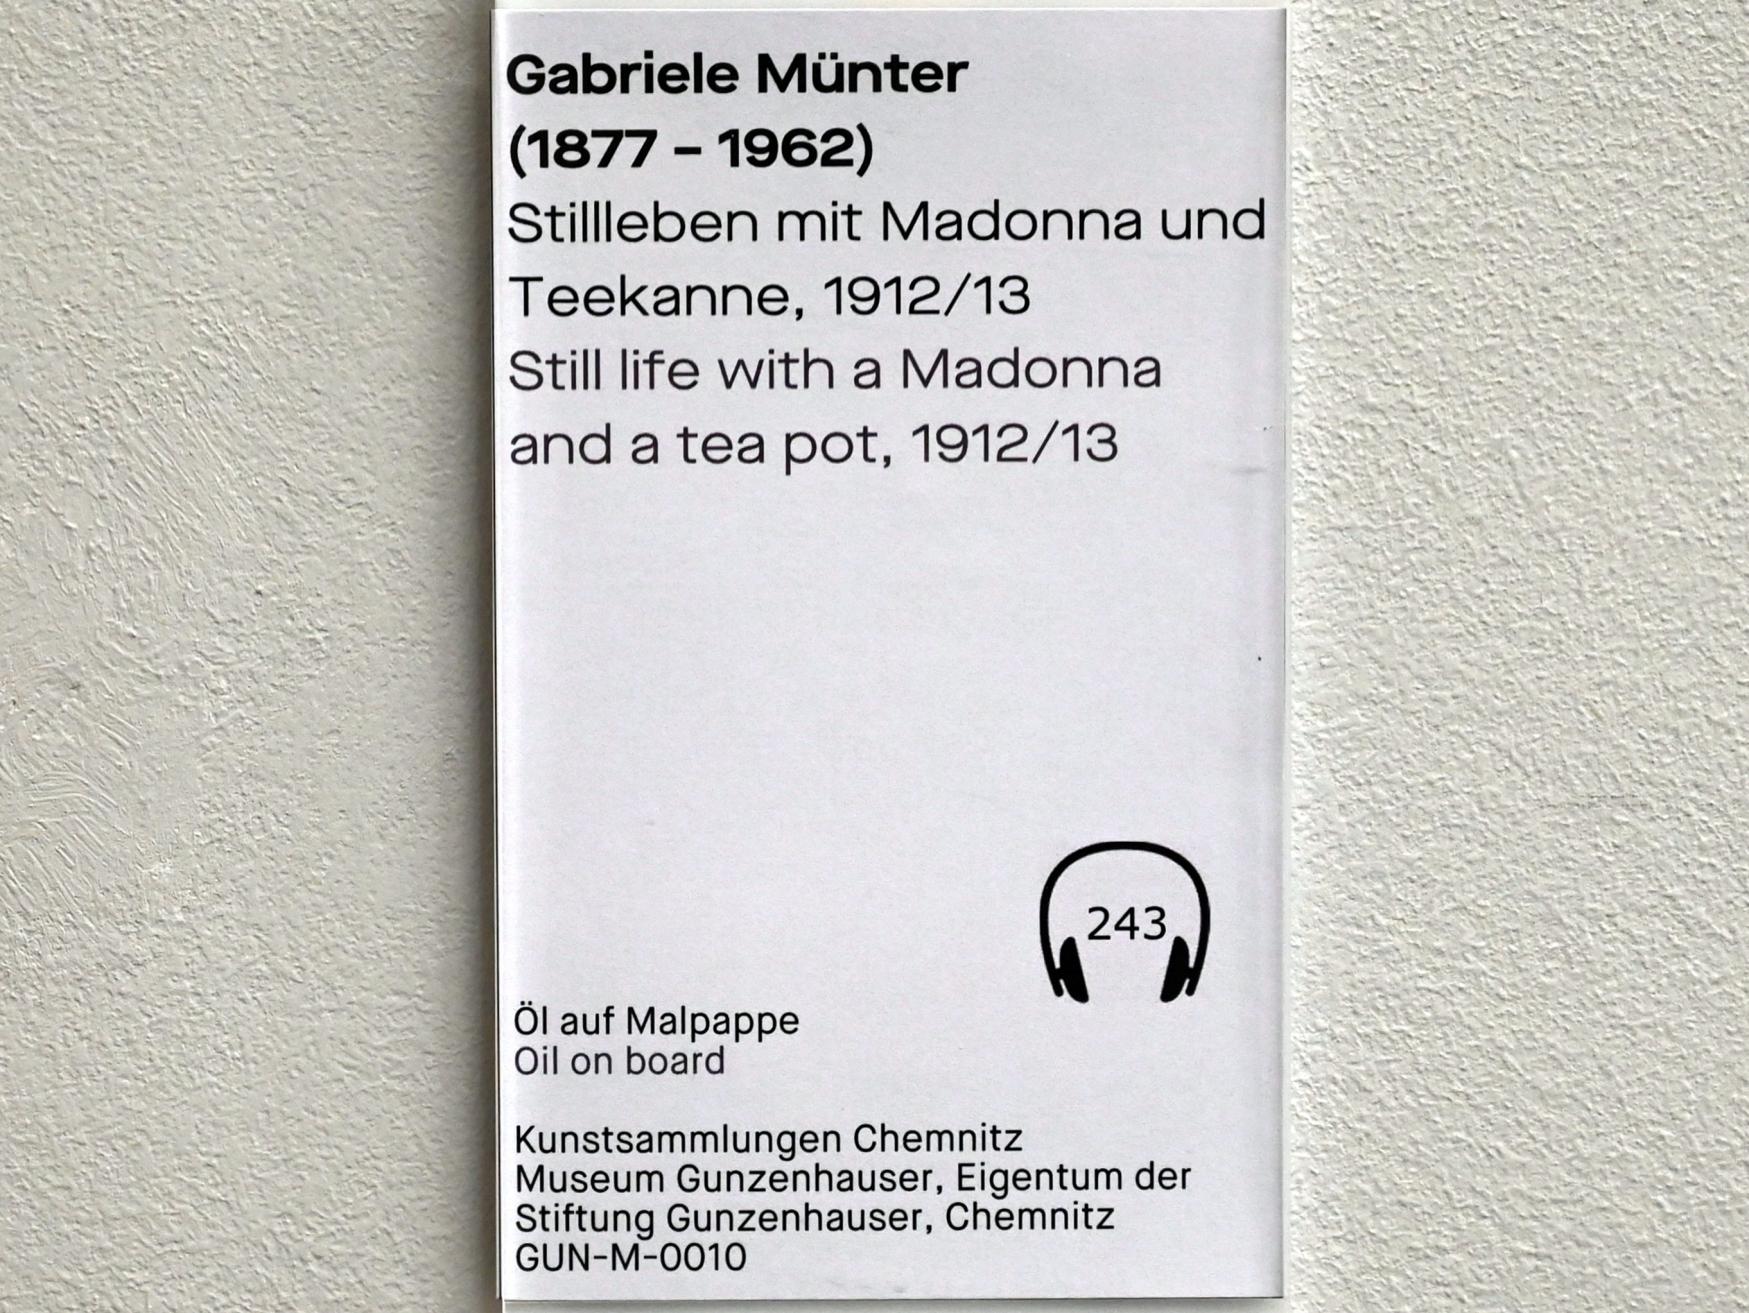 Gabriele Münter
(1877 – 1962)
Stillleben mit Madonna und
Teekanne, 1912/13
Still life with a Madonna
and a tea pot, 1912/13
243
Öl auf Malpappe
Oil on board
Kunstsammlungen Chemnitz
Museum Gunzenhauser, Eigentum der
Stiftung Gunzenhauser, Chemnitz
GUN-M-0010